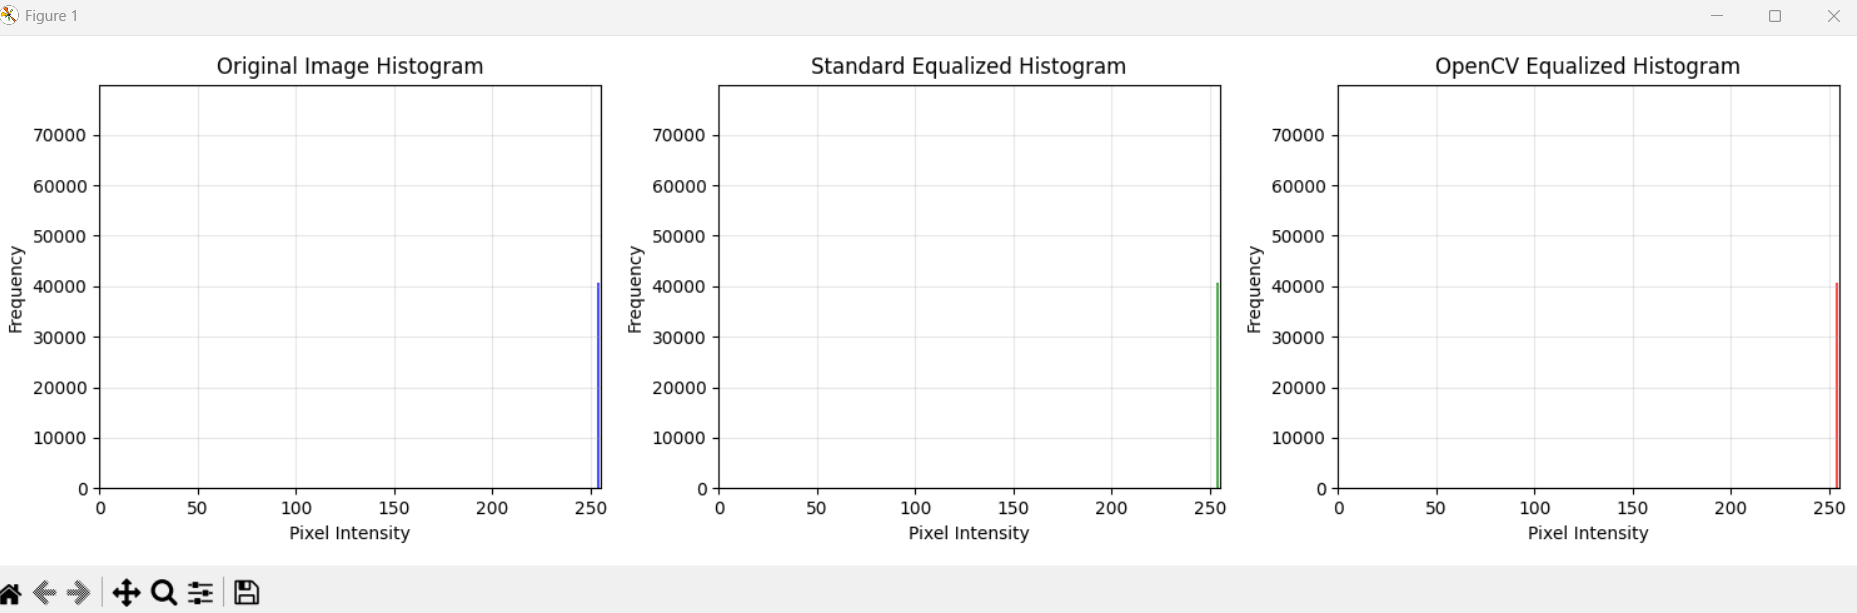 Figure 1
Original Image Histogram
70000
60000
50000
40000
30000
20000
10000
0
Frequency
0 50 100 150 200 250
Pixel Intensity
Standard Equalized Histogram
70000
60000
50000
40000
30000
20000
10000
0
Frequency
0 50 100 150 200 250
Pixel Intensity
OpenCV Equalized Histogram
70000
60000
50000
40000
30000
20000
10000
0
Frequency
0 50 100 150 200 250
Pixel Intensity